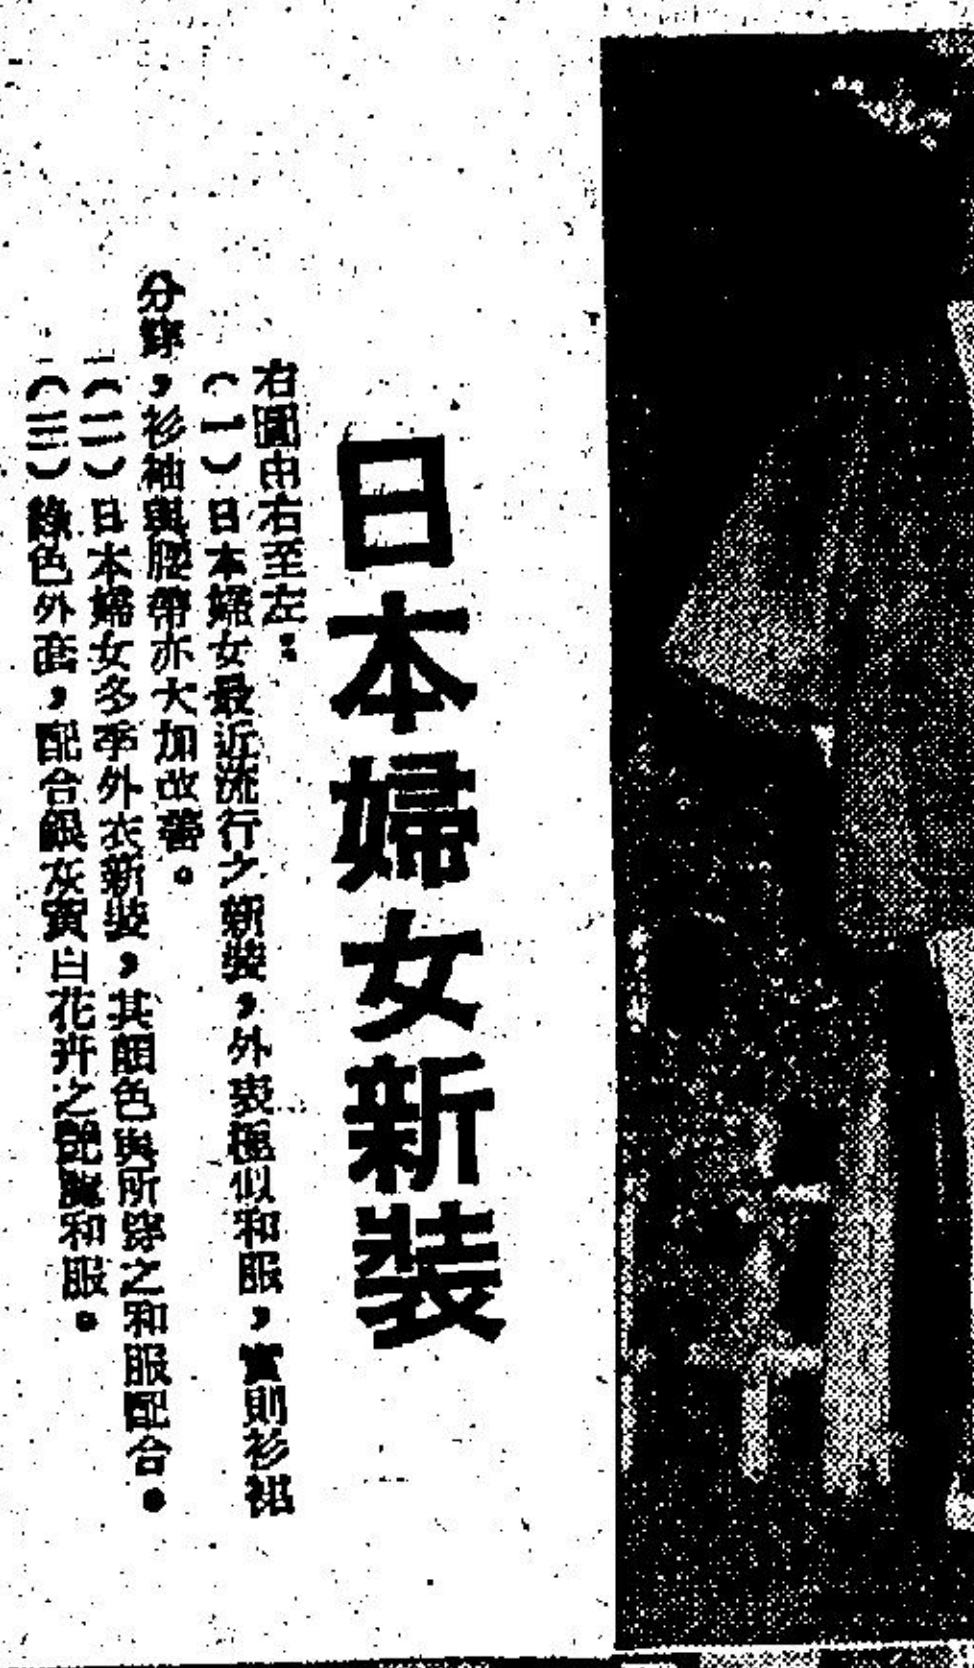 日本婦女新裝
右圖由右至左：
（一）日本婦女最近流行之新裝，外表極似和服，實則衫裙
分穿，衫袖與腰帶亦大加改善。
（二）日本婦女冬季外衣新裝，其顏色與所穿之和服配合。
（三）綠色外套，配合銀灰質白花卉之艷麗和服。